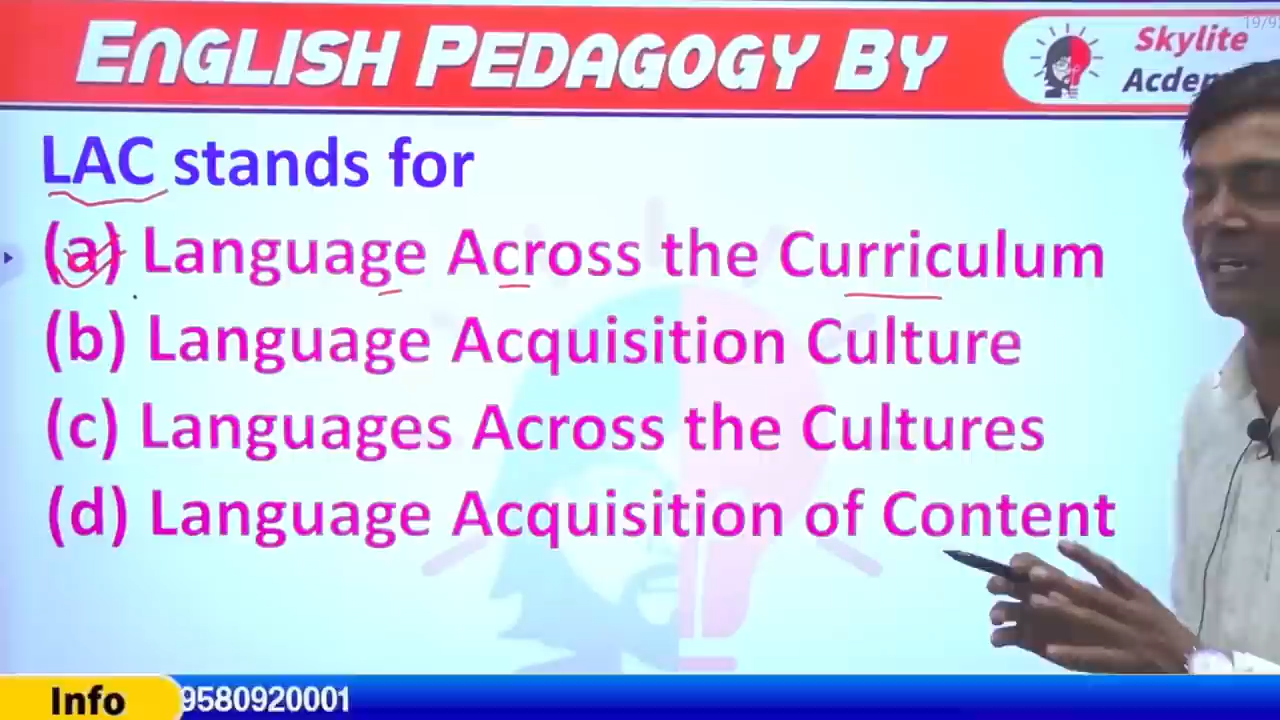 ENGLISH PEDAGOGY BY
Skylite
LAC stands for
(a) Language Across the Curriculum
(b) Language Acquisition Culture
(c) Languages Across the Cultures
(d) Language Acquisition of Content
Info 9580920001